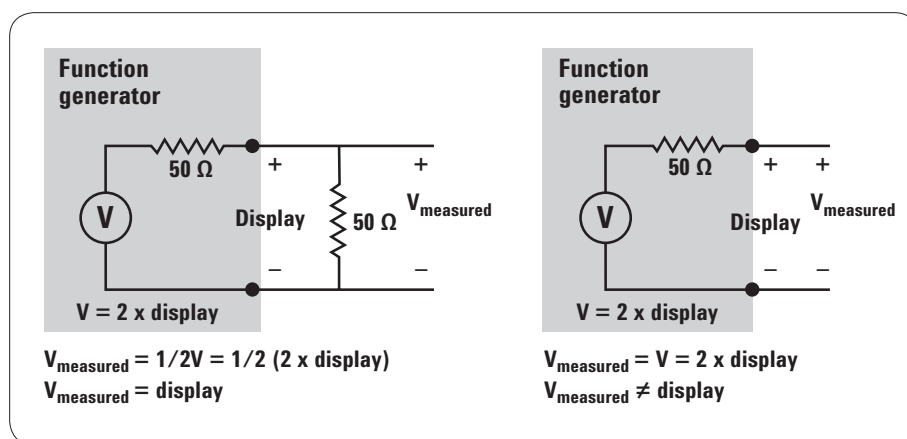 Function
generator
50 Ω
V
+
Display
−
50 Ω
+
V_measured
−
V = 2 x display
V_measured = 1/2V = 1/2 (2 x display)
V_measured = display
Function
generator
50 Ω
V
+
Display
−
+
V_measured
−
V = 2 x display
V_measured = V = 2 x display
V_measured ≠ display